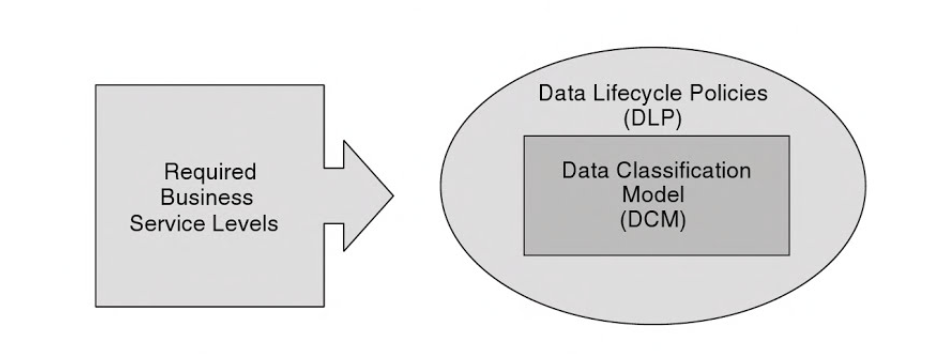 Required
Business
Service Levels
Data Lifecycle Policies
(DLP)
Data Classification
Model
(DCM)